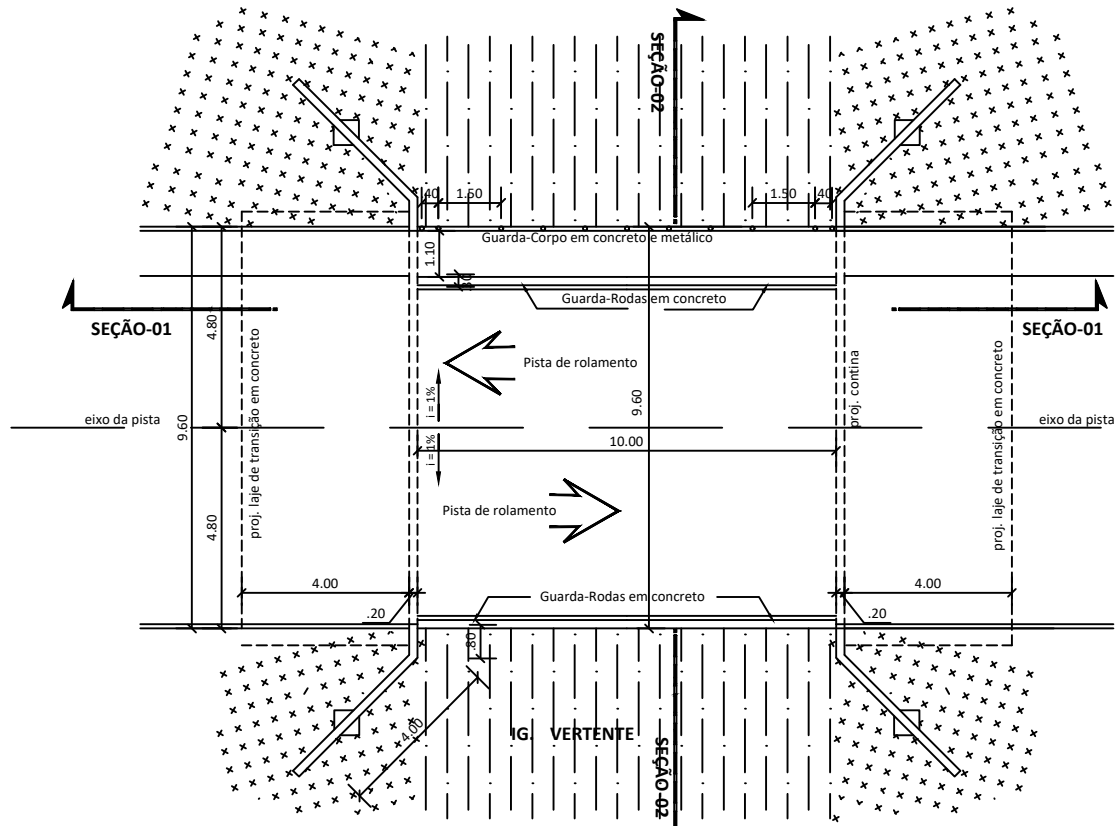 SEÇÃO-02
.40
1.50
1.50
.40
Guarda-Corpo em concreto e metálico
1.10
.30
Guarda-Rodas em concreto
SEÇÃO-01
SEÇÃO-01
4.80
proj. laje de transição em concreto
Pista de rolamento
i = 1%
9.60
proj. contina
proj. laje de transição em concreto
eixo da pista
9.60
eixo da pista
i = 1%
10.00
Pista de rolamento
4.80
4.00
4.00
Guarda-Rodas em concreto
.20
.20
.80
4.00
IG. VERTENTE
SEÇÃO-02